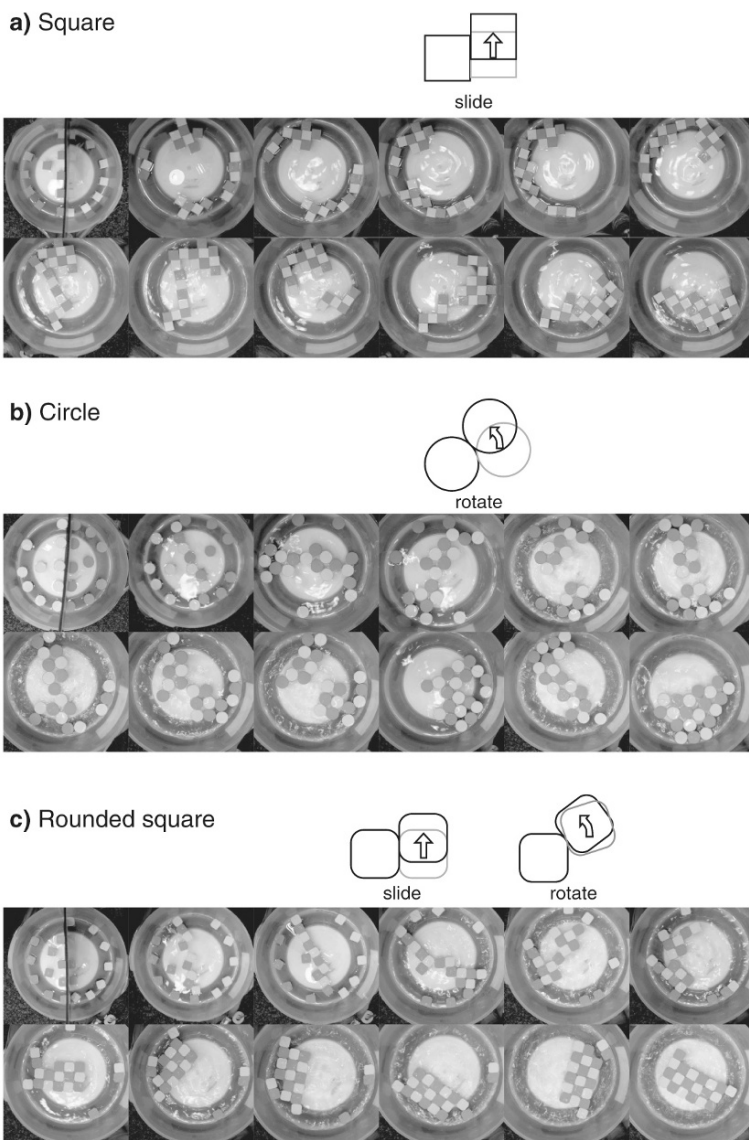 a) Square
slide
b) Circle
rotate
c) Rounded square
slide
rotate